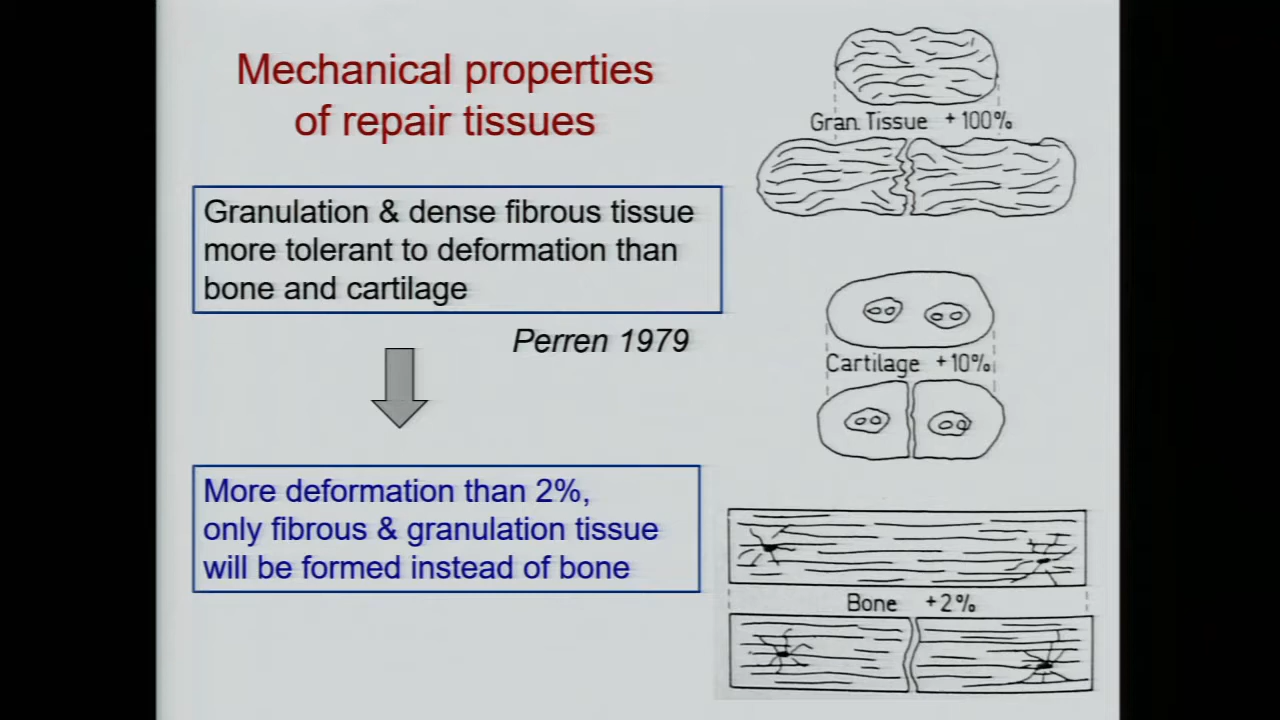 Mechanical properties
of repair tissues
Granulation & dense fibrous tissue
more tolerant to deformation than
bone and cartilage
Perren 1979
More deformation than 2%,
only fibrous & granulation tissue
will be formed instead of bone
Gran. Tissue + 100%
Cartilage + 10%
Bone + 2%